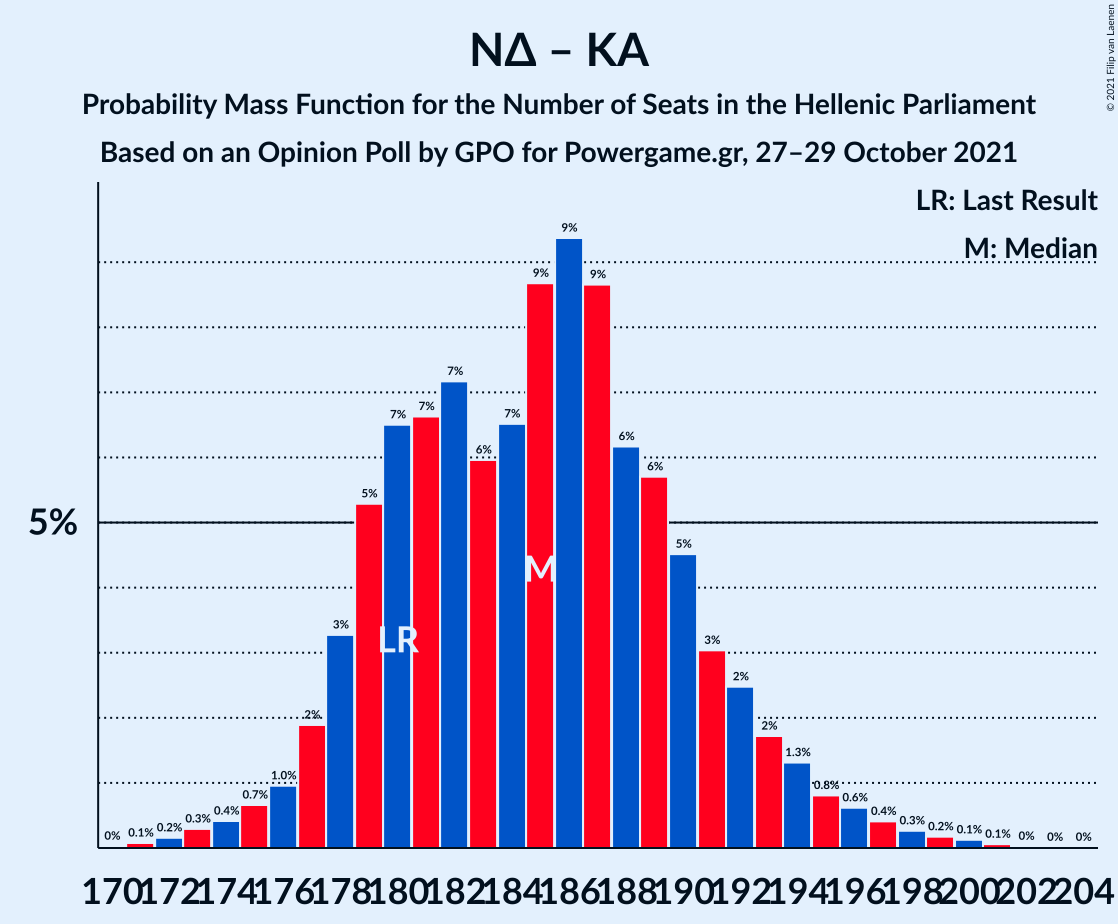 ΝΔ – ΚΑ
Probability Mass Function for the Number of Seats in the Hellenic Parliament
Based on an Opinion Poll by GPO for Powergame.gr, 27–29 October 2021
© 2021 Filip van Laenen
LR: Last Result
M: Median
5%
0% 0.1% 0.2% 0.3% 0.4% 0.7% 1.0% 2% 3% 5% 7% 7% 7% 6% 7% 9% 9% 9% 6% 6% 5% 3% 2% 2% 1.3% 0.8% 0.6% 0.4% 0.3% 0.2% 0.1% 0.1% 0% 0% 0%
LR
M
170 172 174 176 178 180 182 184 186 188 190 192 194 196 198 200 202 204